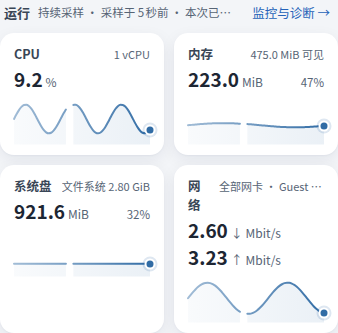 运行 持续采样 · 采样于 5 秒前 · 本次已… 监控与诊断 →
CPU 1 vCPU
9.2 %
内存 475.0 MiB 可见
223.0 MiB 47%
系统盘 文件系统 2.80 GiB
921.6 MiB 32%
网络 全部网卡 · Guest …
2.60 ↓ Mbit/s
3.23 ↑ Mbit/s